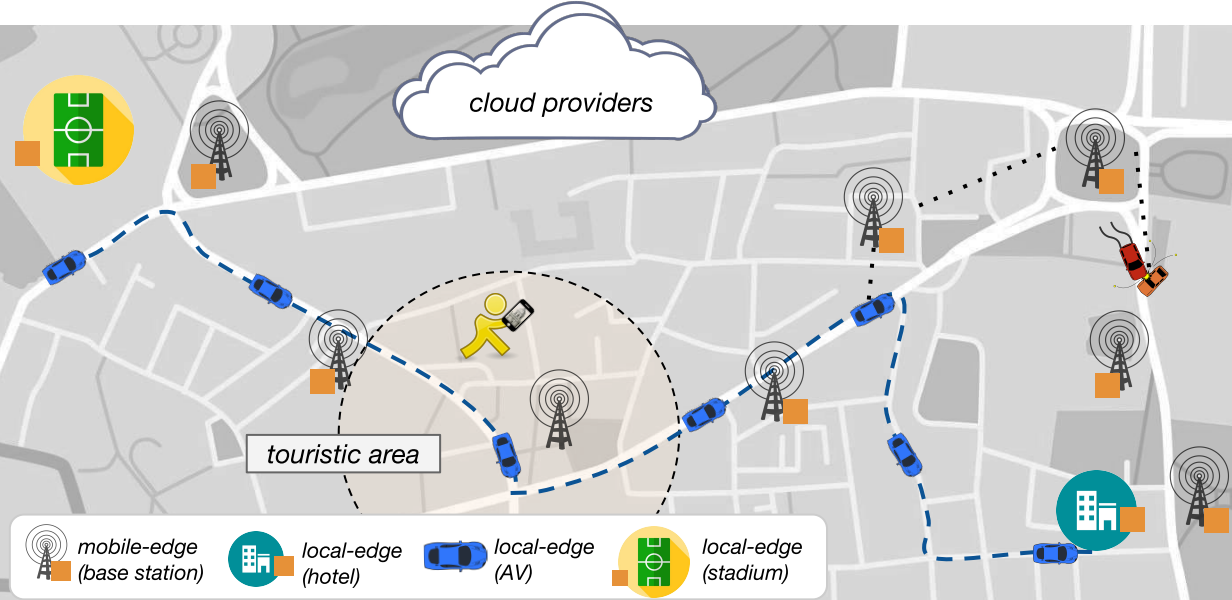 cloud providers
touristic area
mobile-edge
(base station)
local-edge
(hotel)
local-edge
(AV)
local-edge
(stadium)